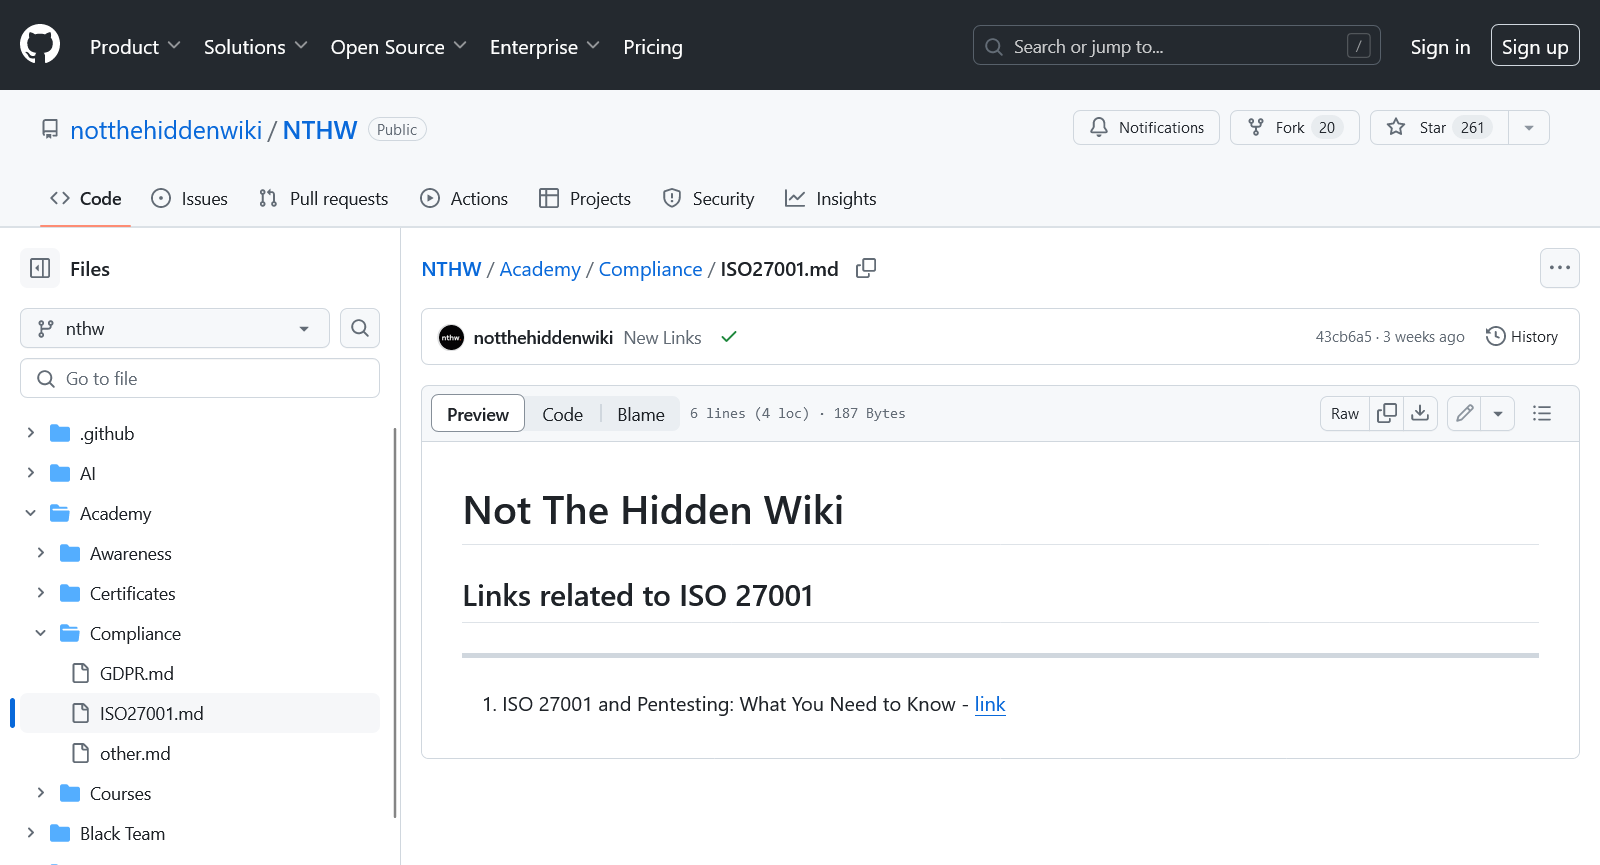 Product
Solutions
Open Source
Enterprise
Pricing
Search or jump to...
/
Sign in
Sign up
notthehiddenwiki / NTHW
Public
Notifications
Fork 20
Star 261
Code
Issues
Pull requests
Actions
Projects
Security
Insights
Files
nthw
Go to file
.github
AI
Academy
Awareness
Certificates
Compliance
GDPR.md
ISO27001.md
other.md
Courses
Black Team
NTHW / Academy / Compliance / ISO27001.md
nthw
notthehiddenwiki New Links
43cb6a5 · 3 weeks ago
History
Preview
Code
Blame
6 lines (4 loc) · 187 Bytes
Raw
Not The Hidden Wiki
Links related to ISO 27001
1. ISO 27001 and Pentesting: What You Need to Know - link